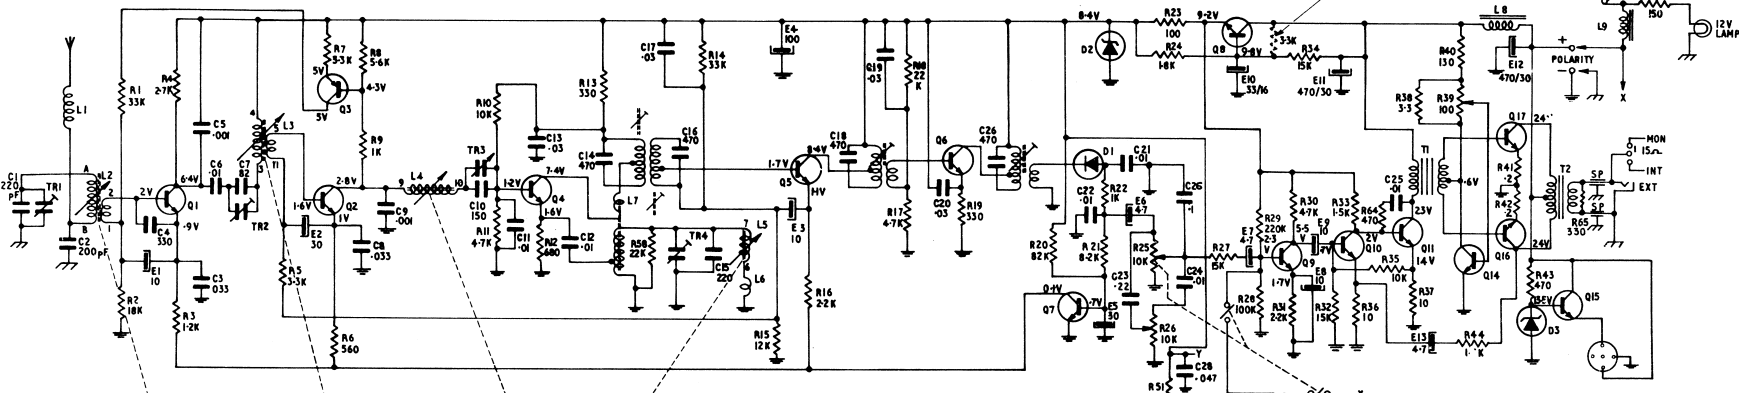 L1
C1
220
pF
TR1
A
L2
2
B
C2
200pF
R1
33K
R2
18K
C4
330
E1
10
R4
2·7K
2V
Q1
·9V
6·4V
R3
1·2K
C3
·033
C5
·001
C6
·01
C7
82
TR2
4
5
L3
T1
3
R5
3·3K
1·6V
E2
30
R7
3·3K
5V
5V
Q3
4·3V
R8
5·6K
R9
1K
2·8V
Q2
1V
R6
560
C8
·033
C9
·001
9
L4
10
R10
10K
TR3
C10
150
R11
4·7K
1·2V
C11
·01
C13
·03
7·4V
Q4
1·6V
R12
680
C12
·01
R13
330
C14
470
C17
·03
C16
470
R14
33K
L7
R58
22K
TR4
C15
220
7
L5
6
L6
E4
100
1·7V
8·4V
Q5
HV
E3
10
R15
12K
R16
2·2K
C18
470
C19
·03
22
K
R17
4·7K
Q6
C20
·03
R19
330
C26
470
D1
C21
·01
C22
·01
R22
1K
E6
4·7
R20
82K
R21
8·2K
C23
·22
R25
10K
R26
10K
C24
·01
·1
0·1V
Q7
·7V
30
Y
R51
C28
·047
8·4V
D2
R23
100
R24
1·8K
9·2V
Q8
9·8V
3·3K
E10
33/16
R34
15K
E11
470/30
R27
15K
E7
4·7
R28
100K
R29
220K
2·3
V
R30
4·7K
5·5
V
Q9
1·7V
R31
2·2K
E8
10
E9
10
R32
15K
R33
1·5K
2V
Q10
R64
470
R35
10K
R36
10
C25
·01
23V
Q11
1·4V
R37
10
E13
4·7
R38
3·3
R40
130
R39
100
T1
·6V
Q14
R44
L8
E12
470/30
Q17
24V
R41
·2
R42
·2
Q16
24V
T2
R43
470
D3
Q15
L9
150
12V
LAMP
+
POLARITY
–
X
MON
15Ω
INT
EXT
SP
SP
R65
330